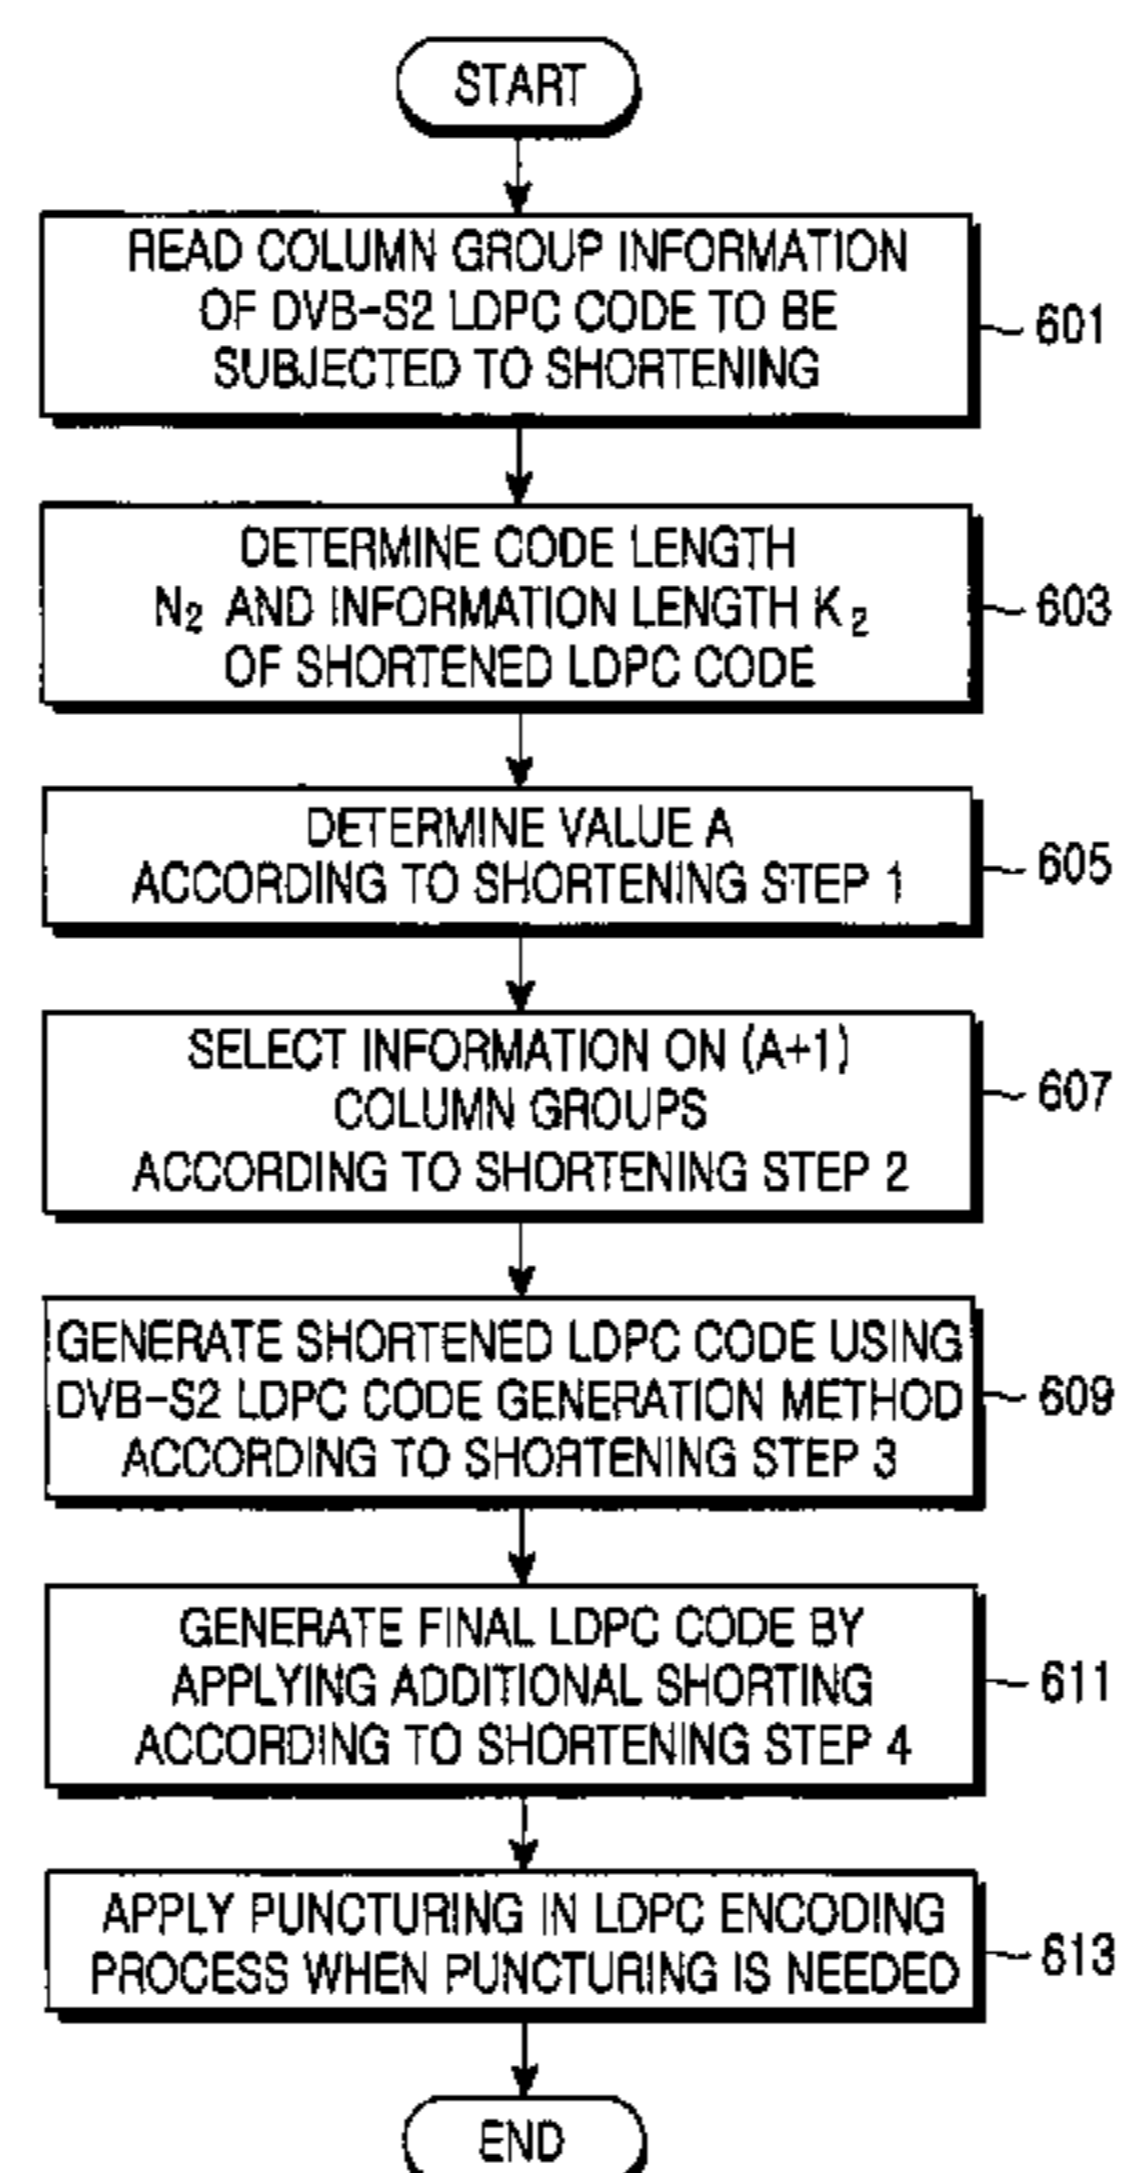 START
READ COLUMN GROUP INFORMATION
OF DVB-S2 LDPC CODE TO BE
SUBJECTED TO SHORTENING
601
DETERMINE CODE LENGTH
N₂ AND INFORMATION LENGTH K₂
OF SHORTENED LDPC CODE
603
DETERMINE VALUE A
ACCORDING TO SHORTENING STEP 1
605
SELECT INFORMATION ON (A+1)
COLUMN GROUPS
ACCORDING TO SHORTENING STEP 2
607
GENERATE SHORTENED LDPC CODE USING
DVB-S2 LDPC CODE GENERATION METHOD
ACCORDING TO SHORTENING STEP 3
609
GENERATE FINAL LDPC CODE BY
APPLYING ADDITIONAL SHORTING
ACCORDING TO SHORTENING STEP 4
611
APPLY PUNCTURING IN LDPC ENCODING
PROCESS WHEN PUNCTURING IS NEEDED
613
END